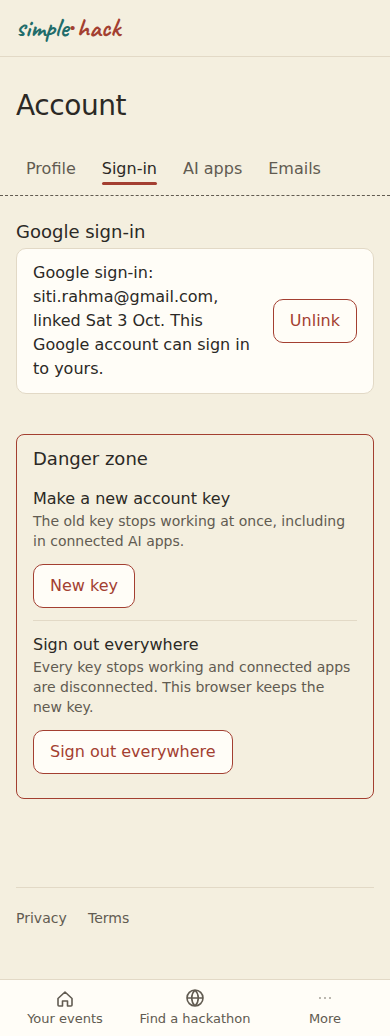 simple·hack
Account
Profile Sign-in AI apps Emails
Google sign-in
Google sign-in:
siti.rahma@gmail.com,
linked Sat 3 Oct. This
Google account can sign in
to yours.
Unlink
Danger zone
Make a new account key
The old key stops working at once, including
in connected AI apps.
New key
Sign out everywhere
Every key stops working and connected apps
are disconnected. This browser keeps the
new key.
Sign out everywhere
Privacy Terms
Your events Find a hackathon More